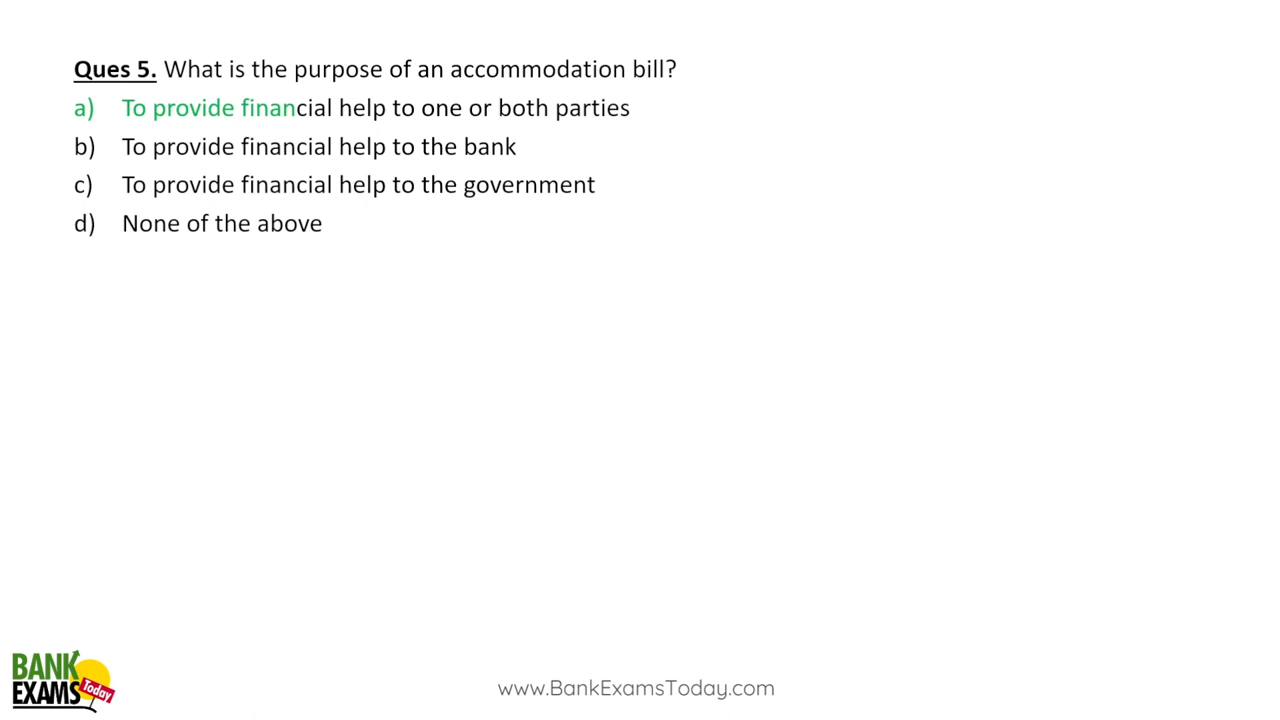 Ques 5. What is the purpose of an accommodation bill?
a) To provide financial help to one or both parties
b) To provide financial help to the bank
c) To provide financial help to the government
d) None of the above
BANK
EXAMS
Today
www.BankExamsToday.com